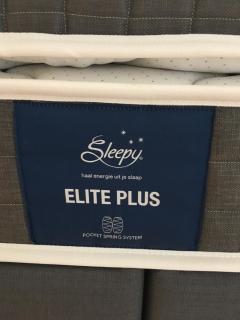 Sleepy®
haal energie uit je slaap
ELITE PLUS
POCKET SPRING SYSTEM